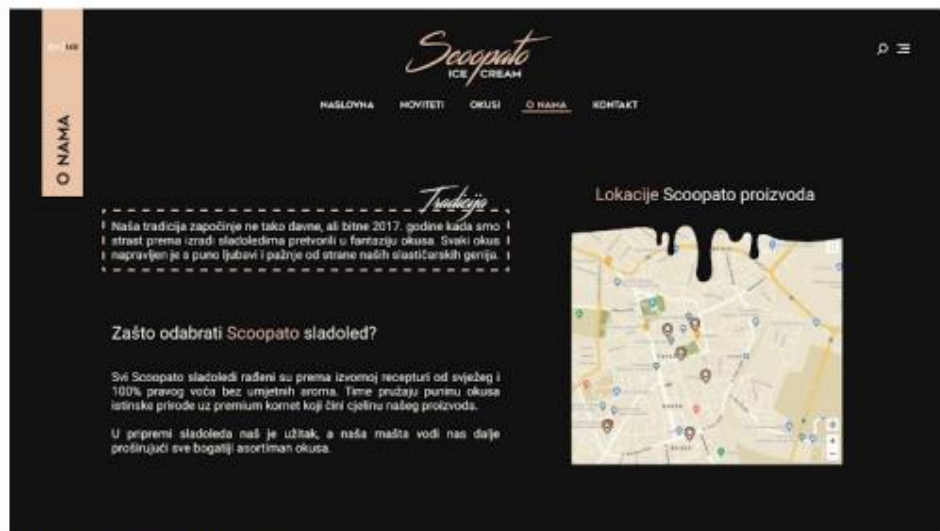 HR
O NAMA
Scoopato
ICE CREAM
NASLOVNA MOVITETI OKUSI O NAMA KONTAKT
Tradicija
Naša tradicija započinje ne tako davne, ali bitne 2017. godine kada smo
strast prema izradi sladoledima pretvorili u fantaziju okusa. Svaki okus
napravljen je s puno ljubavi i pažnje od strane naših slastičarskih genija.
Lokacije Scoopato proizvoda
Zašto odabrati Scoopato sladoled?
Svi Scoopato sladoledi rađeni su prema izvornoj recepturi od svježeg i
100% pravog voća bez umjetnih aroma. Time pružaju puninu okusa
istinske prirode uz premium kornet koji čini cjelinu našeg proizvoda.
U pripremi sladoleda naš je užitak, a naša mašta vodi nas dalje
proširujući sve bogatiji asortiman okusa.